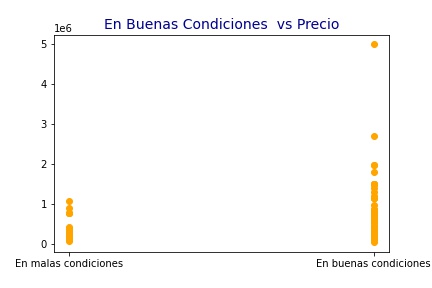 En Buenas Condiciones  vs Precio
1e6
5
4
3
2
1
0
En malas condiciones
En buenas condiciones